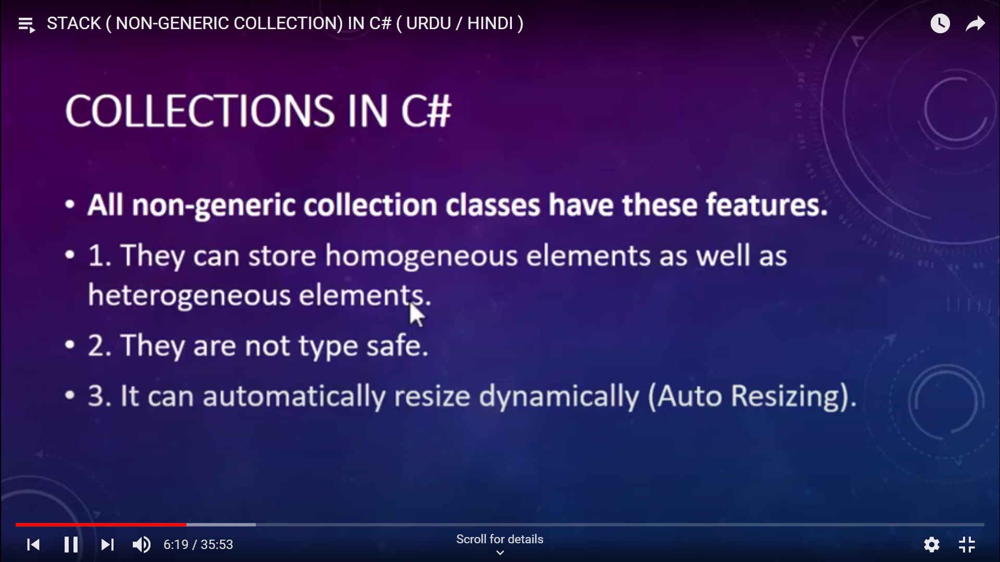 STACK ( NON-GENERIC COLLECTION) IN C# ( URDU / HINDI )
COLLECTIONS IN C#
• All non-generic collection classes have these features.
• 1. They can store homogeneous elements as well as
heterogeneous elements.
• 2. They are not type safe.
• 3. It can automatically resize dynamically (Auto Resizing).
6:19 / 35:53
Scroll for details